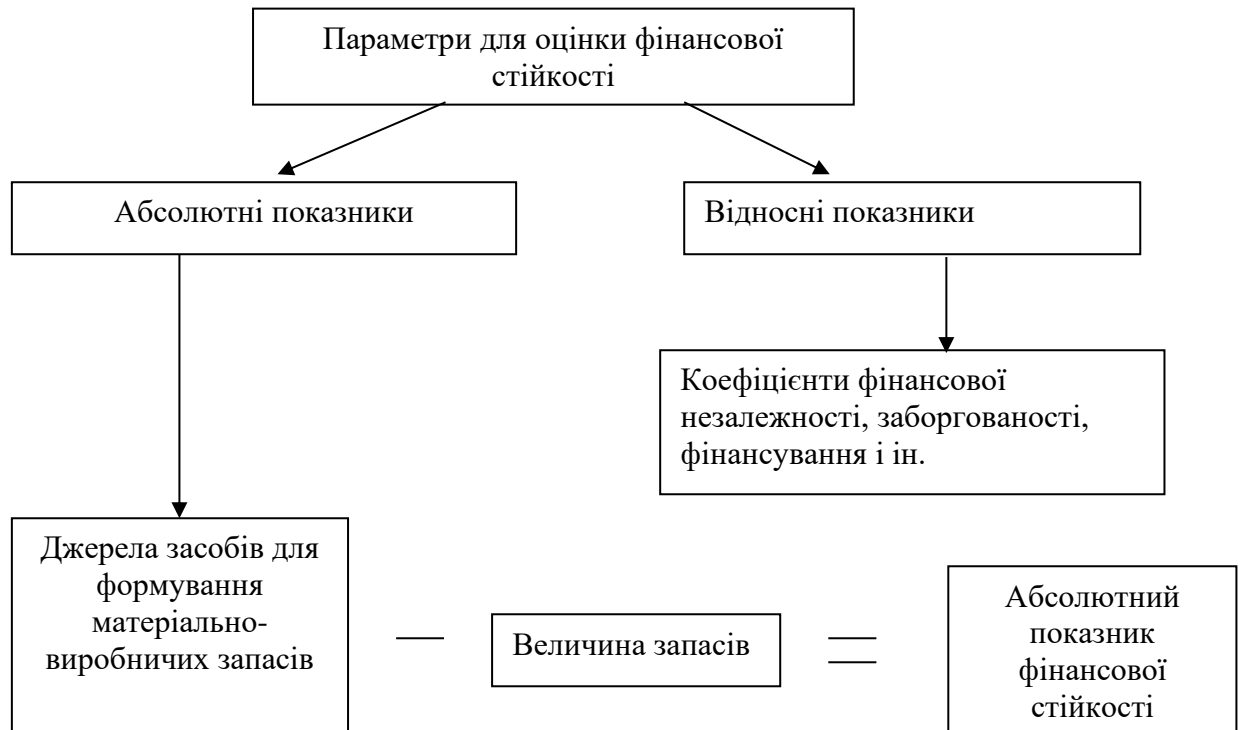 Параметри для оцінки фінансової
стійкості
Абсолютні показники
Відносні показники
Коефіцієнти фінансової
незалежності, заборгованості,
фінансування і ін.
Джерела засобів для
формування
матеріально-
виробничих запасів
Величина запасів
Абсолютний
показник
фінансової
стійкості